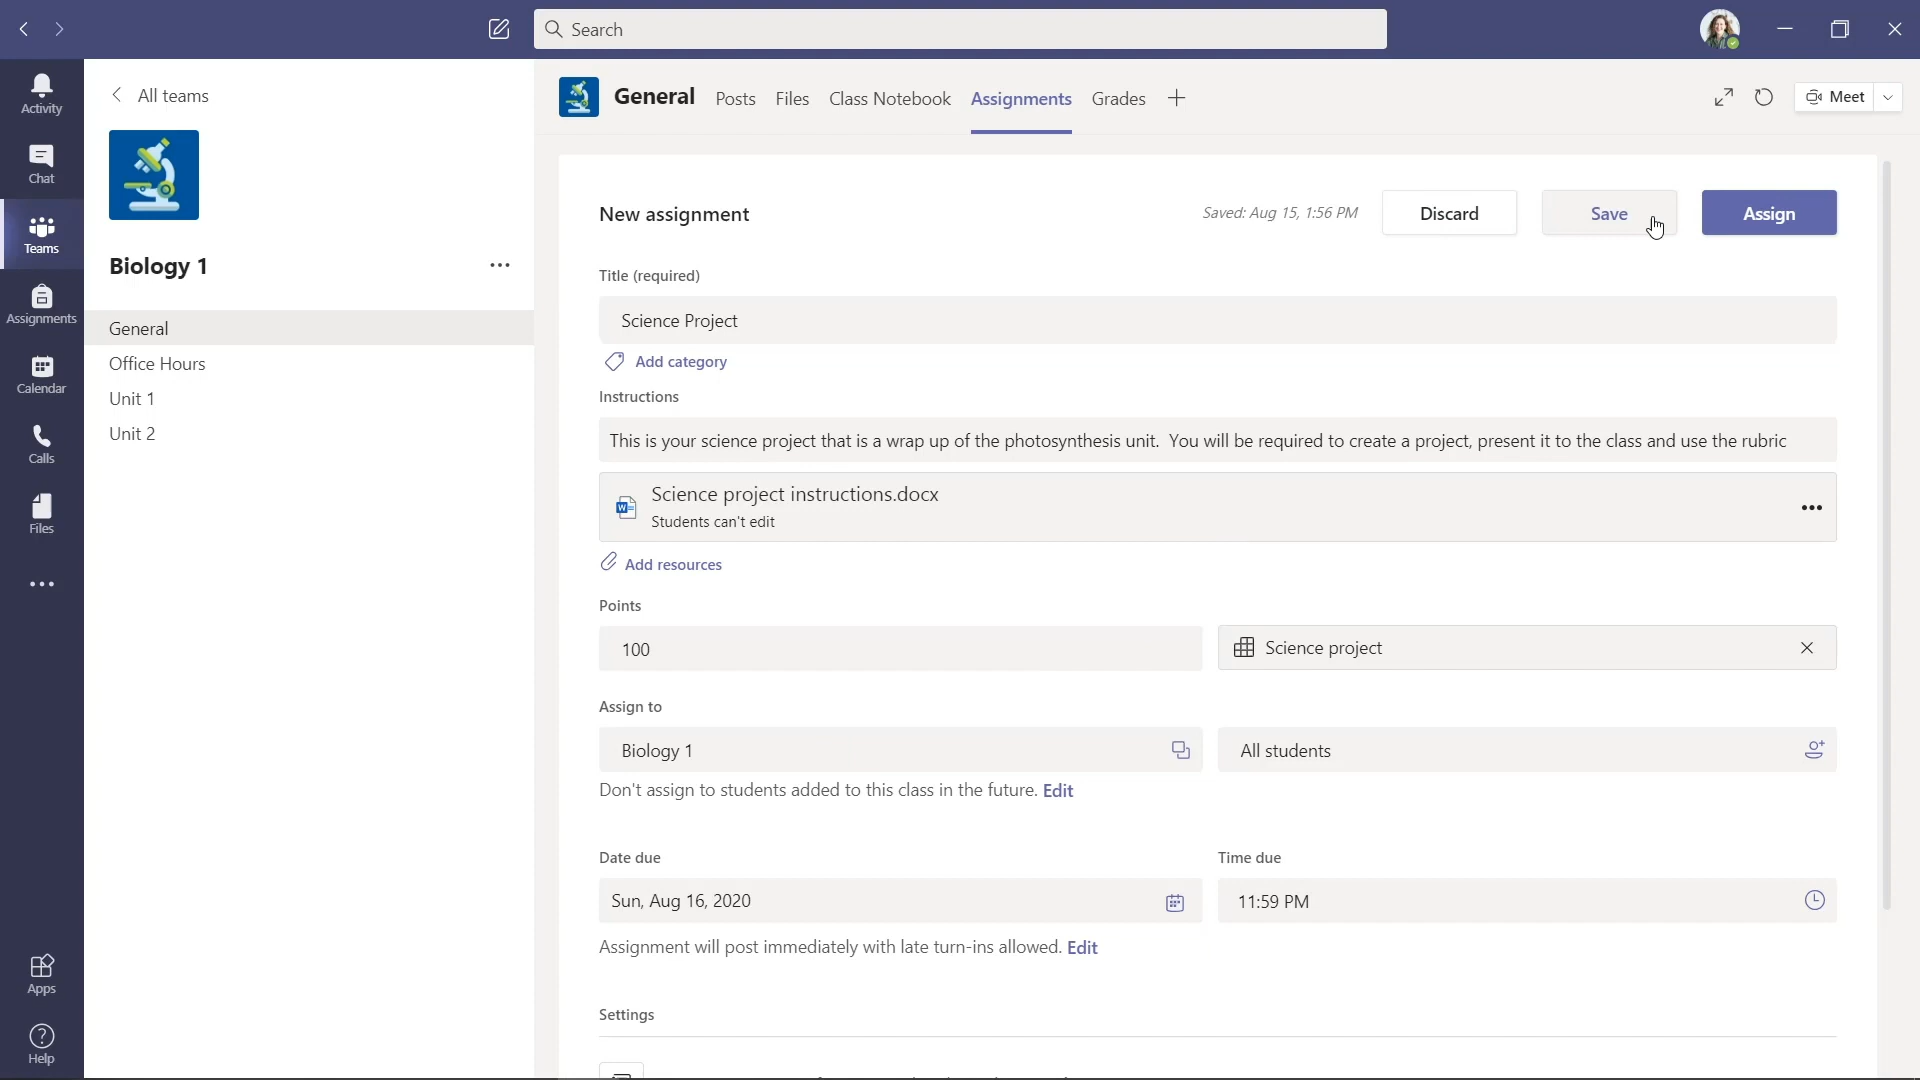 Search
Activity
Chat
Teams
Assignments
Calendar
Calls
Files
Apps
Help
All teams
Biology 1
General
Office Hours
Unit 1
Unit 2
General Posts Files Class Notebook Assignments Grades
Meet
New assignment
Saved: Aug 15, 1:56 PM
Discard
Save
Assign
Title (required)
Science Project
Add category
Instructions
This is your science project that is a wrap up of the photosynthesis unit.  You will be required to create a project, present it to the class and use the rubric
Science project instructions.docx
Students can't edit
Add resources
Points
100
Science project
Assign to
Biology 1
All students
Don't assign to students added to this class in the future. Edit
Date due
Time due
Sun, Aug 16, 2020
11:59 PM
Assignment will post immediately with late turn-ins allowed. Edit
Settings